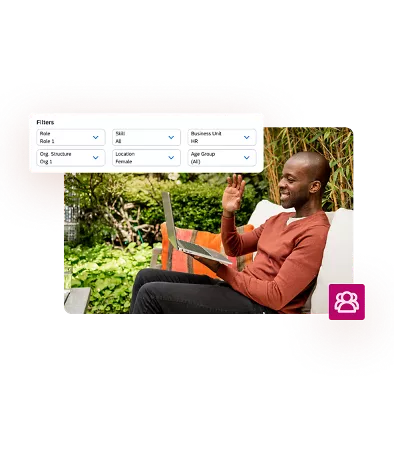 Filters
Role Skill Business Unit
Role 1 All HR
Org. Structure Location Age Group
Org 1 Female (All)